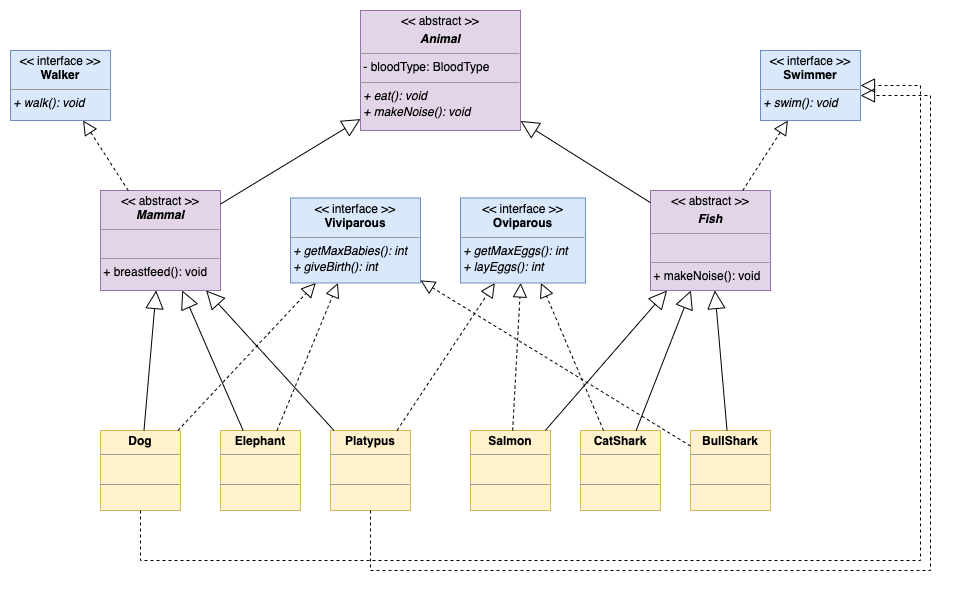 << abstract >>
Animal
- bloodType: BloodType
+ eat(): void
+ makeNoise(): void
<< interface >>
Walker
+ walk(): void
<< interface >>
Swimmer
+ swim(): void
<< abstract >>
Mammal
+ breastfeed(): void
<< interface >>
Viviparous
+ getMaxBabies(): int
+ giveBirth(): int
<< interface >>
Oviparous
+ getMaxEggs(): int
+ layEggs(): int
<< abstract >>
Fish
+ makeNoise(): void
Dog
Elephant
Platypus
Salmon
CatShark
BullShark